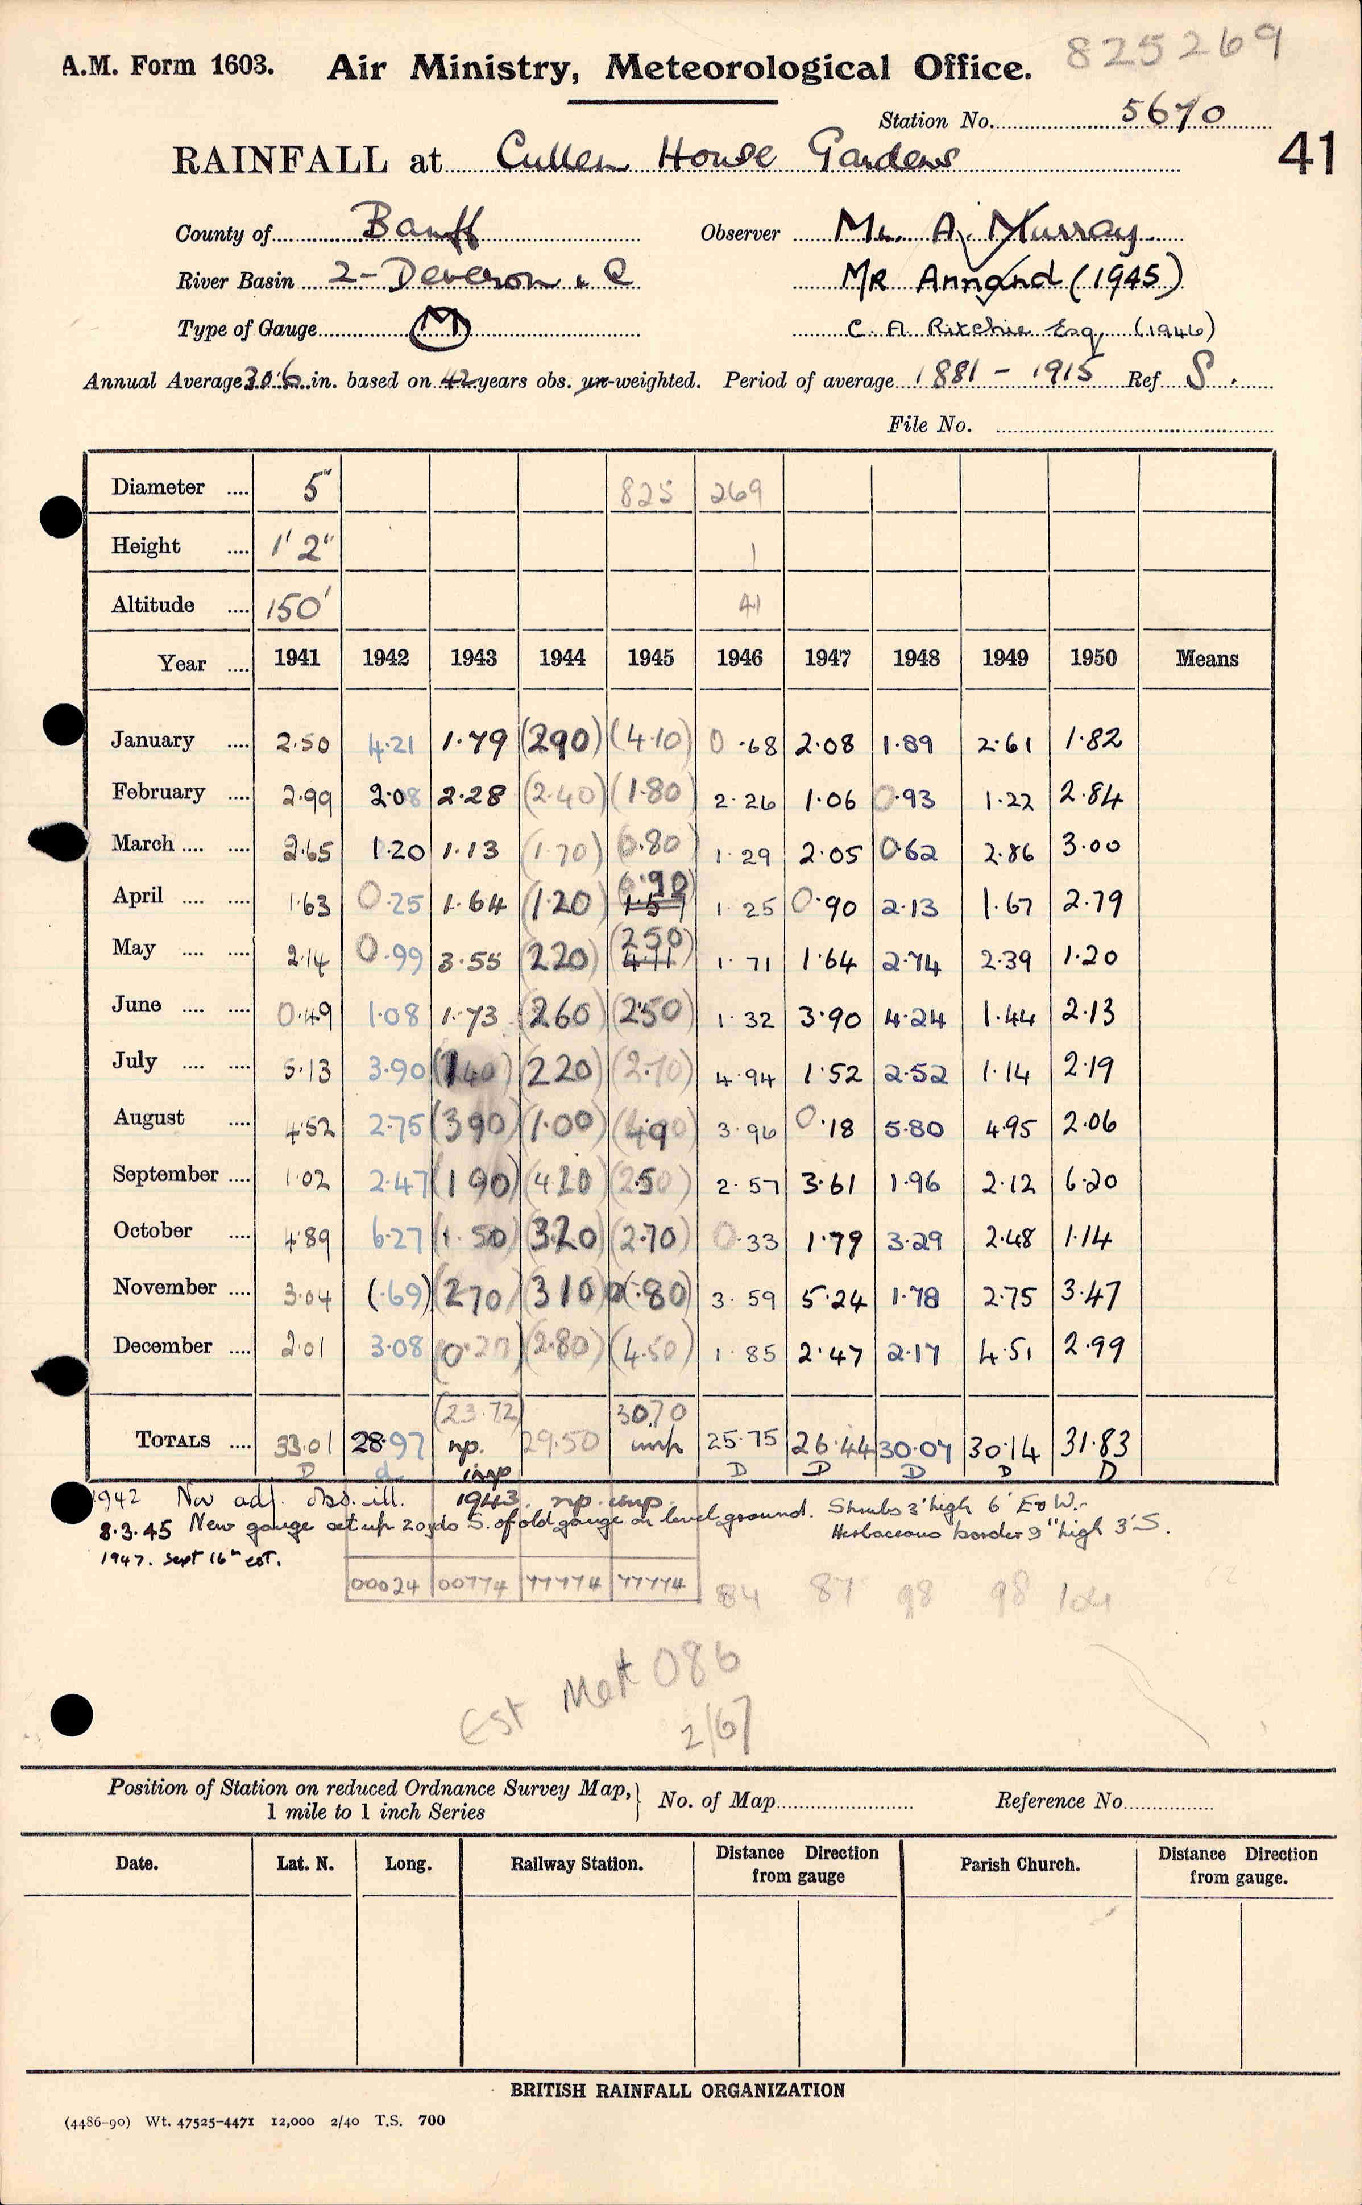 825269
A.M. Form 1603. Air Ministry, Meteorological Office.
Station No. 5670
41
RAINFALL at Cullen House Gardens
County of Banff Observer Mr. A. Murray
River Basin 2 - Deveron & C Mr Annand (1945)
Type of Gauge M C. A. Ritchie Esq. (1946)
Annual Average 30.6 in. based on 42 years obs. un-weighted. Period of average 1881 - 1915 Ref S.
File No.
Diameter .... 5" 825 269
Height .... 1' 2" 1
Altitude .... 150' 41
Year .... 1941 1942 1943 1944 1945 1946 1947 1948 1949 1950 Means
January .... 2.50 4.21 1.79 (290) (4.10) 0.68 2.08 1.89 2.61 1.82
February .... 2.99 2.08 2.28 (2.40) (1.80) 2.26 1.06 0.93 1.22 2.84
March .... .... 2.65 1.20 1.13 (1.70) (0.80) 1.29 2.05 0.62 2.86 3.00
April .... .... 1.63 0.25 1.64 (1.20) (0.90) 1.57 1.25 0.90 2.13 1.67 2.79
May .... .... 2.14 0.99 3.55 (220) (250) 4.11 1.71 1.64 2.74 2.39 1.20
June .... .... 0.49 1.08 1.73 (260) (250) 1.32 3.90 4.24 1.44 2.13
July .... .... 5.13 3.90 (140) (220) (2.70) 4.94 1.52 2.52 1.14 2.19
August .... 4.52 2.75 (390) (1.00) 3.96 0.18 5.80 4.95 2.06
September .... 1.02 2.47 (190) (420) (250) 2.57 3.61 1.96 2.12 6.20
October .... 4.89 6.27 (1.50) (320) (2.70) 0.33 1.79 3.29 2.48 1.14
November .... 3.04 (.69) (270) (310) 0(.80) 3.59 5.24 1.78 2.75 3.47
December .... 2.01 3.08 (0.20) (2.80) (4.50) 1.85 2.47 2.17 4.51 2.99
(23.72) 30.70
TOTALS .... 33.01 28.97 np. 29.50 imp 25.75 26.44 30.07 30.14 31.83
D d imp D D D D D
1942 Nov adj. obs. ill. 1943 np. imp.
8.3.45 New gauge set up 20 yds S. of old gauge on level ground. Shrubs 3' high 6' E & W.
Herbaceous border 9" high 3' S.
1947. Sept 16th est.
00024 00774 77774 77774 84 87 98 98 104
Est Met 086
2/67
Position of Station on reduced Ordnance Survey Map, } No. of Map Reference No.
1 mile to 1 inch Series
Date. Lat. N. Long. Railway Station. Distance Direction from gauge Parish Church. Distance Direction from gauge.
BRITISH RAINFALL ORGANIZATION
(4486-90) Wt. 47525-4471 12,000 2/40 T.S. 700